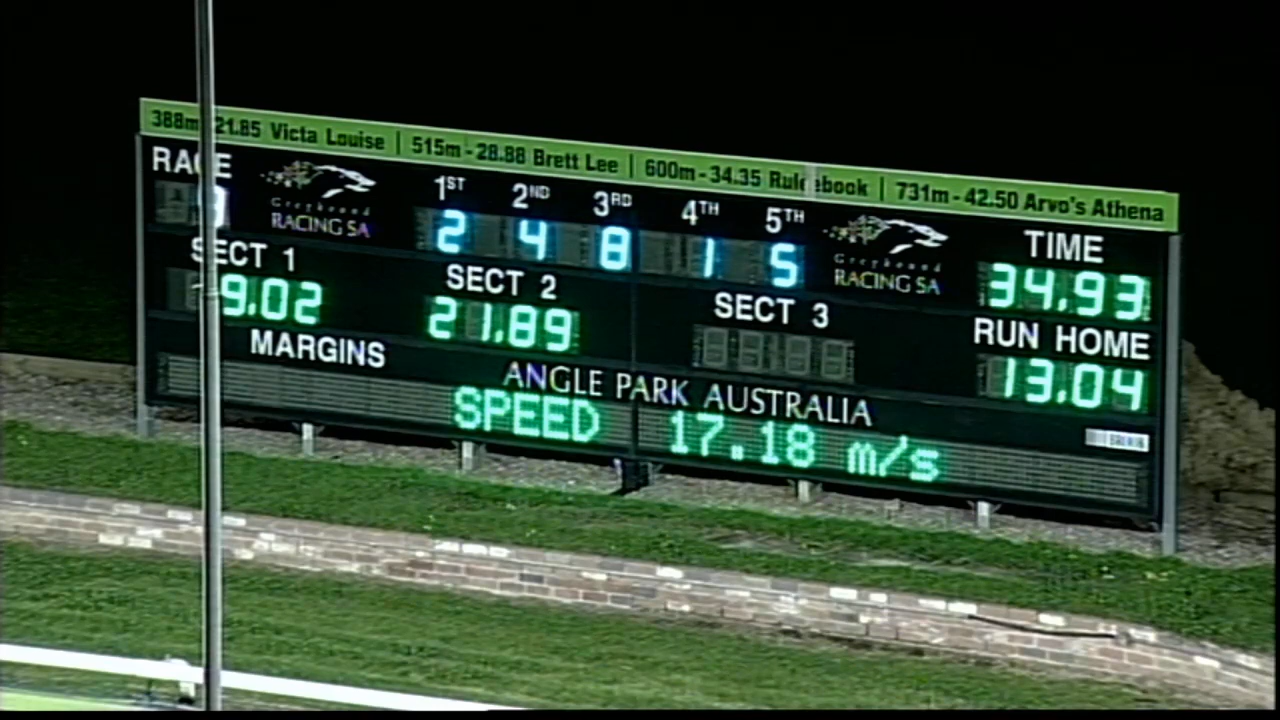 388m 21.85 Victa Louise | 515m - 28.88 Brett Lee | 600m - 34.35 Rulebook | 731m - 42.50 Arvo's Athena
RACE
Greyhound
RACING SA
1ST 2ND 3RD 4TH 5TH
2 4 8 1 5
Greyhound
RACING SA
TIME
34.93
SECT 1
9.02
SECT 2
21.89
SECT 3
RUN HOME
13.04
MARGINS
ANGLE PARK AUSTRALIA
SPEED 17.18 m/s